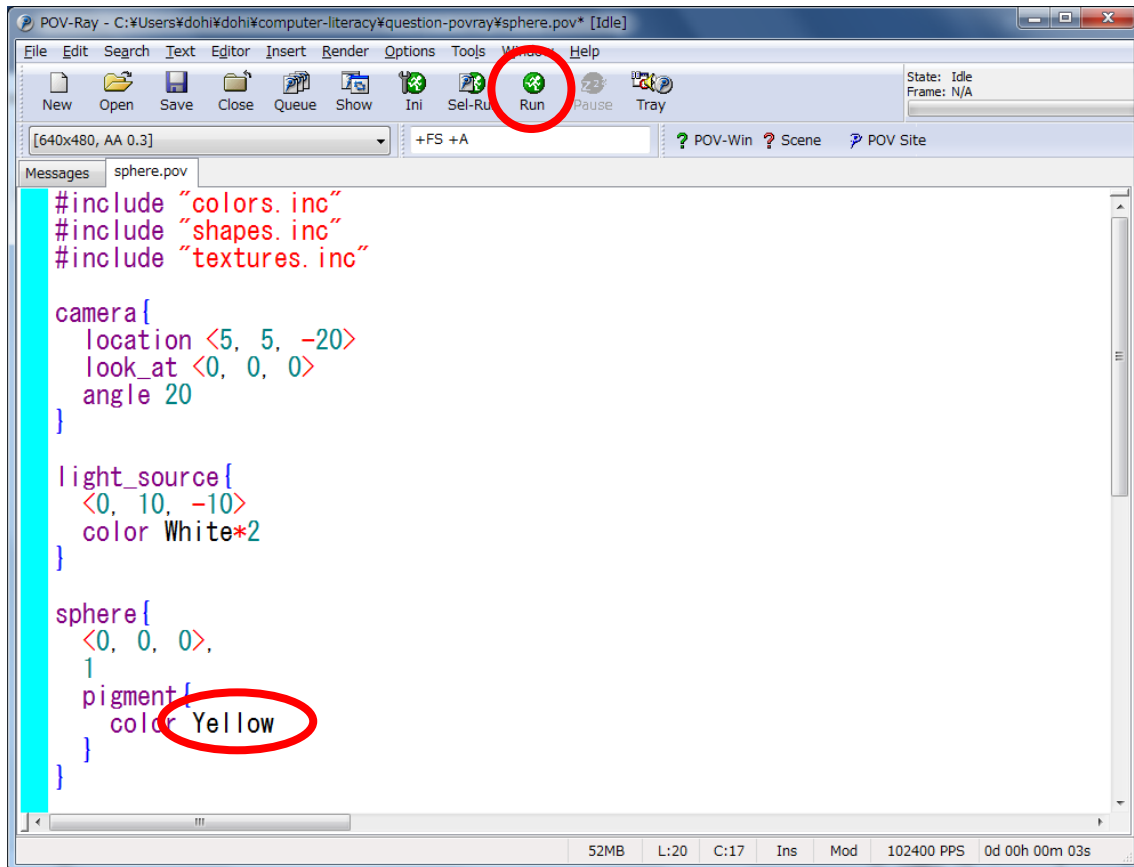 POV-Ray - C:¥Users¥dohi¥dohi¥computer-literacy¥question-povray¥sphere.pov* [Idle]
File Edit Search Text Editor Insert Render Options Tools Window Help
New Open Save Close Queue Show Ini Sel-Ru Run Pause Tray
State: Idle
Frame: N/A
[640x480, AA 0.3] +FS +A ? POV-Win ? Scene POV Site
Messages sphere.pov
#include "colors.inc"
#include "shapes.inc"
#include "textures.inc"
camera{
location <5, 5, -20>
look_at <0, 0, 0>
angle 20
}
light_source{
<0, 10, -10>
color White*2
}
sphere{
<0, 0, 0>,
1
pigment{
color Yellow
}
}
52MB L:20 C:17 Ins Mod 102400 PPS 0d 00h 00m 03s